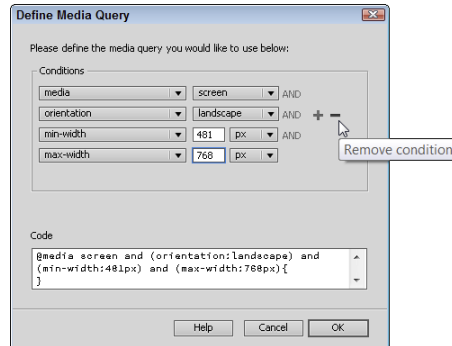 Define Media Query
Please define the media query you would like to use below:
Conditions
media screen AND
orientation landscape AND
min-width 481 px AND
Remove condition
max-width 768 px
Code
@media screen and (orientation:landscape) and
(min-width:481px) and (max-width:768px){
}
Help Cancel OK